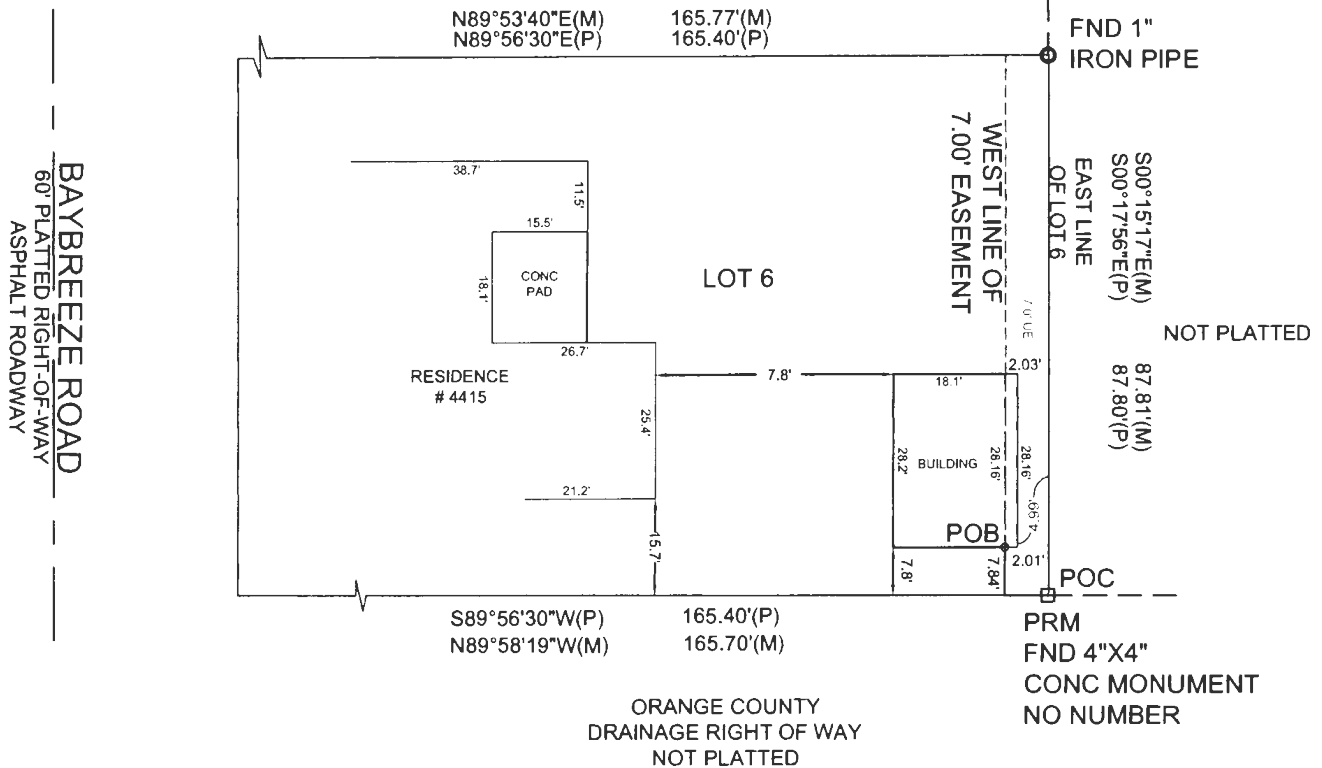 N89°53'40"E(M) 165.77'(M)
N89°56'30"E(P) 165.40'(P)
FND 1"
IRON PIPE
BAYBREEZE ROAD
60' PLATTED RIGHT-OF-WAY
ASPHALT ROADWAY
38.7'
11.5'
15.5'
18.1'
CONC
PAD
26.7'
RESIDENCE
# 4415
25.4'
21.2'
15.7'
LOT 6
WEST LINE OF
7.00' EASEMENT
7.0'UE
EAST LINE
OF LOT 6
S00°15'17"E(M) 87.81'(M)
S00°17'56"E(P) 87.80'(P)
NOT PLATTED
7.8'
18.1'
2.03'
28.2'
BUILDING
28.16'
28.16'
4.99'
POB
7.8'
7.84'
2.01'
POC
PRM
FND 4"X4"
CONC MONUMENT
NO NUMBER
S89°56'30"W(P) 165.40'(P)
N89°58'19"W(M) 165.70'(M)
ORANGE COUNTY
DRAINAGE RIGHT OF WAY
NOT PLATTED